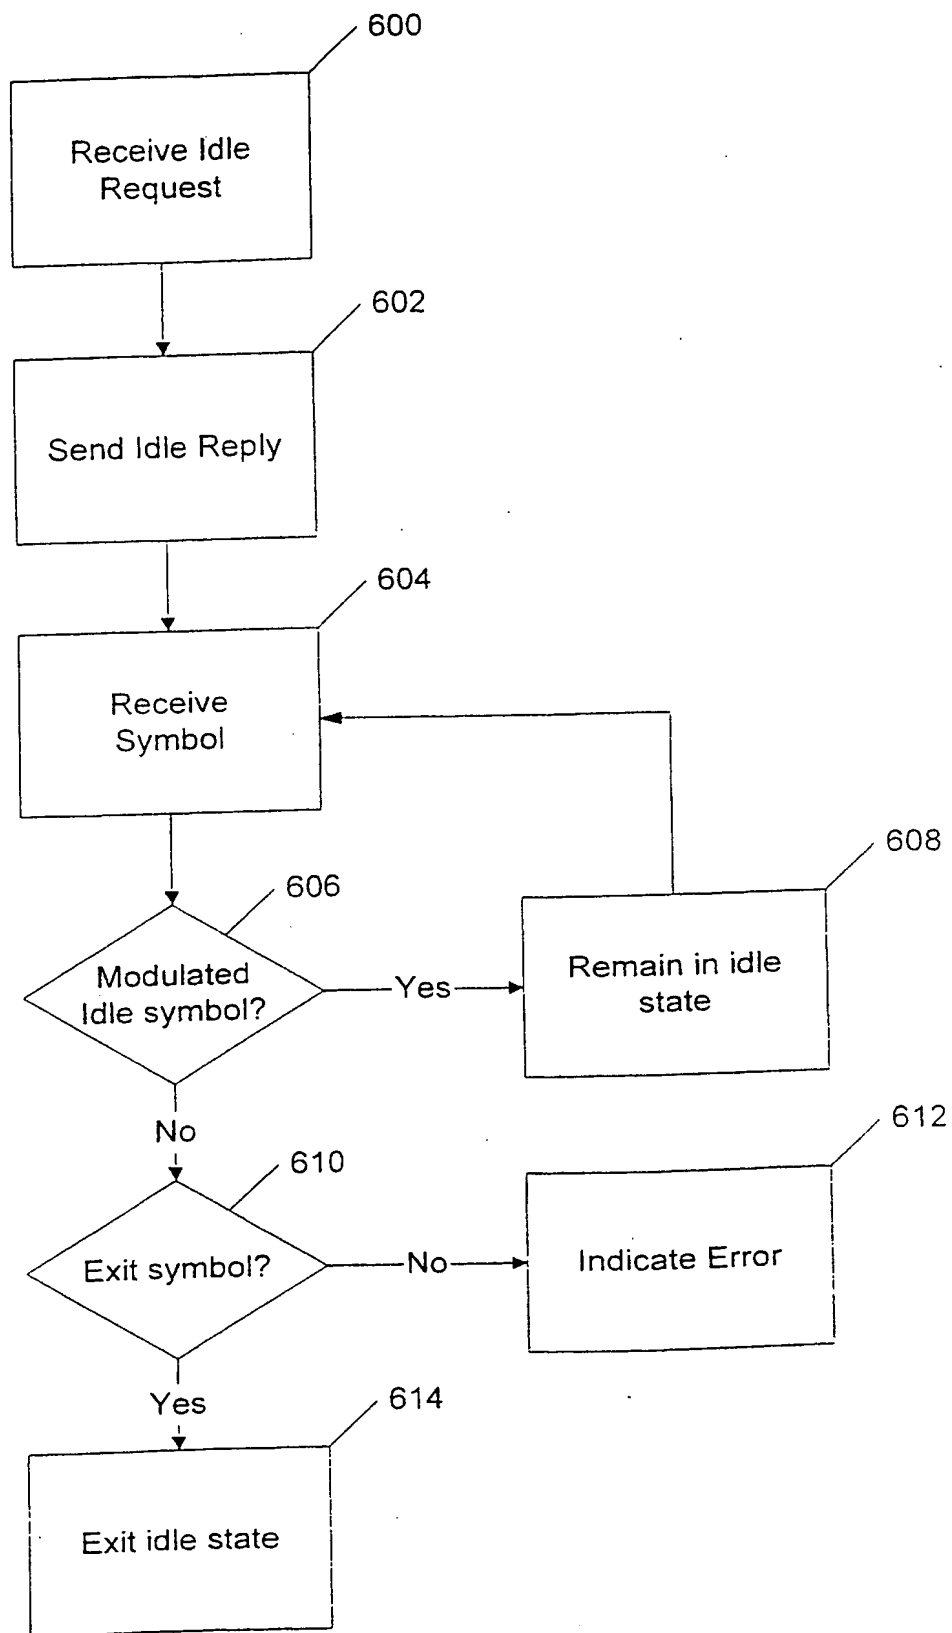 600
Receive Idle
Request
602
Send Idle Reply
604
Receive
Symbol
606
Modulated
Idle symbol?
Yes
608
Remain in idle
state
No
610
Exit symbol?
No
612
Indicate Error
Yes
614
Exit idle state